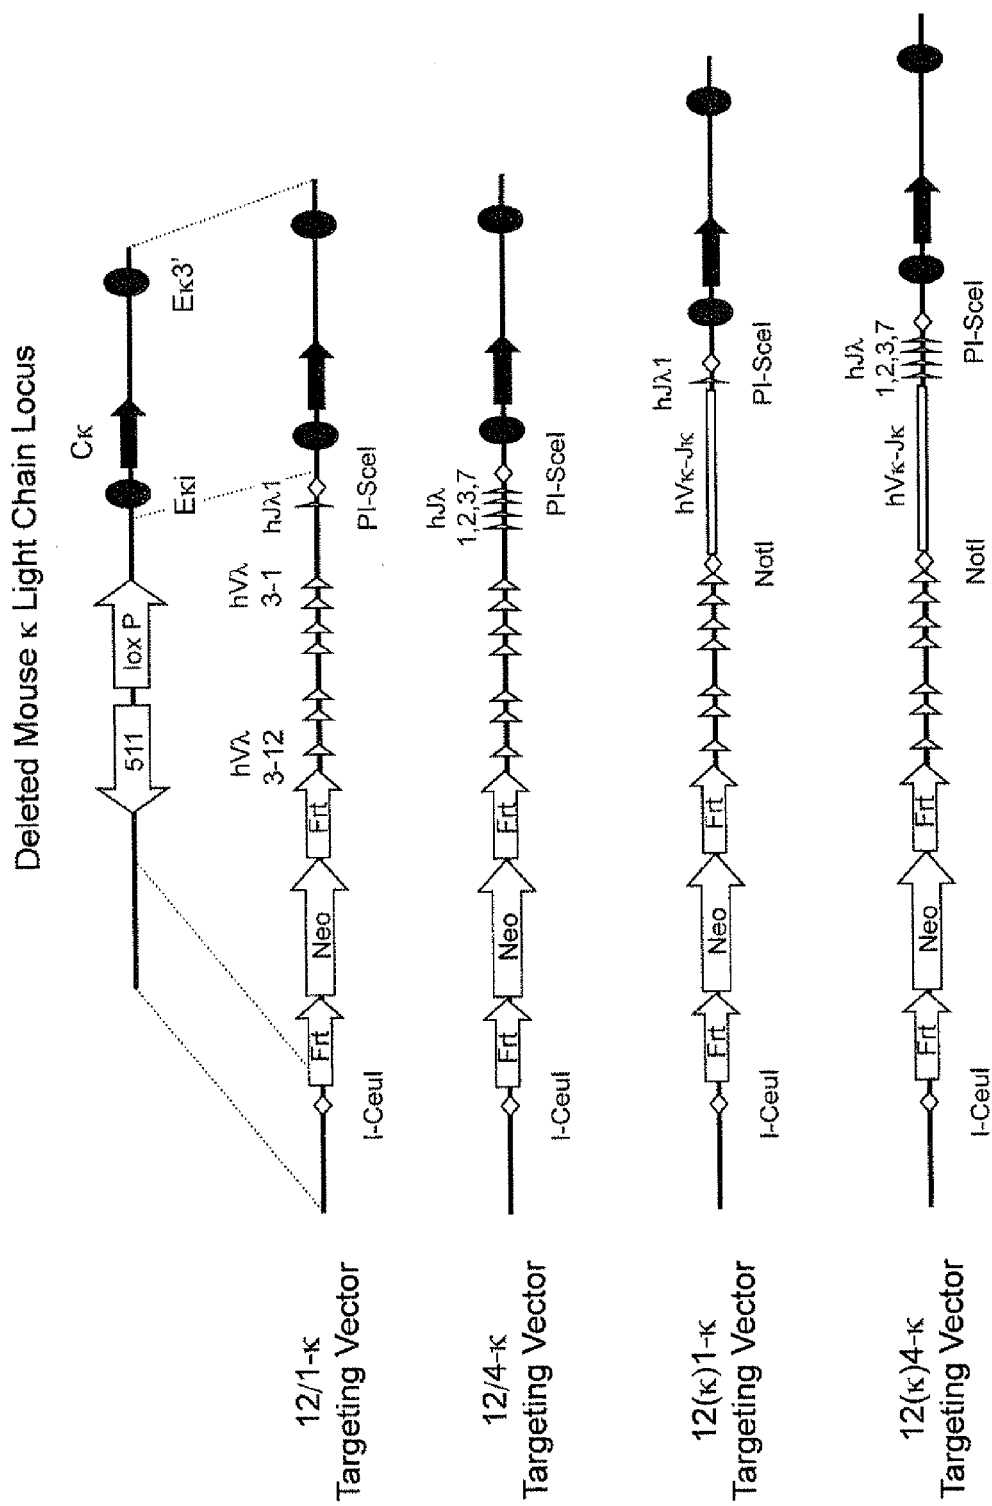 Deleted Mouse κ Light Chain Locus
511
lox P
Eκi
Cκ
Eκ3'
12/1-κ
Targeting Vector
I-CeuI
Frt
Neo
Frt
hVλ
3-12
hVλ
3-1
hJλ1
PI-SceI
12/4-κ
Targeting Vector
I-CeuI
Frt
Neo
Frt
hJλ
1,2,3,7
PI-SceI
12(κ)1-κ
Targeting Vector
I-CeuI
Frt
Neo
Frt
NotI
hVκ-Jκ
hJλ1
PI-SceI
12(κ)4-κ
Targeting Vector
I-CeuI
Frt
Neo
Frt
NotI
hVκ-Jκ
hJλ
1,2,3,7
PI-SceI